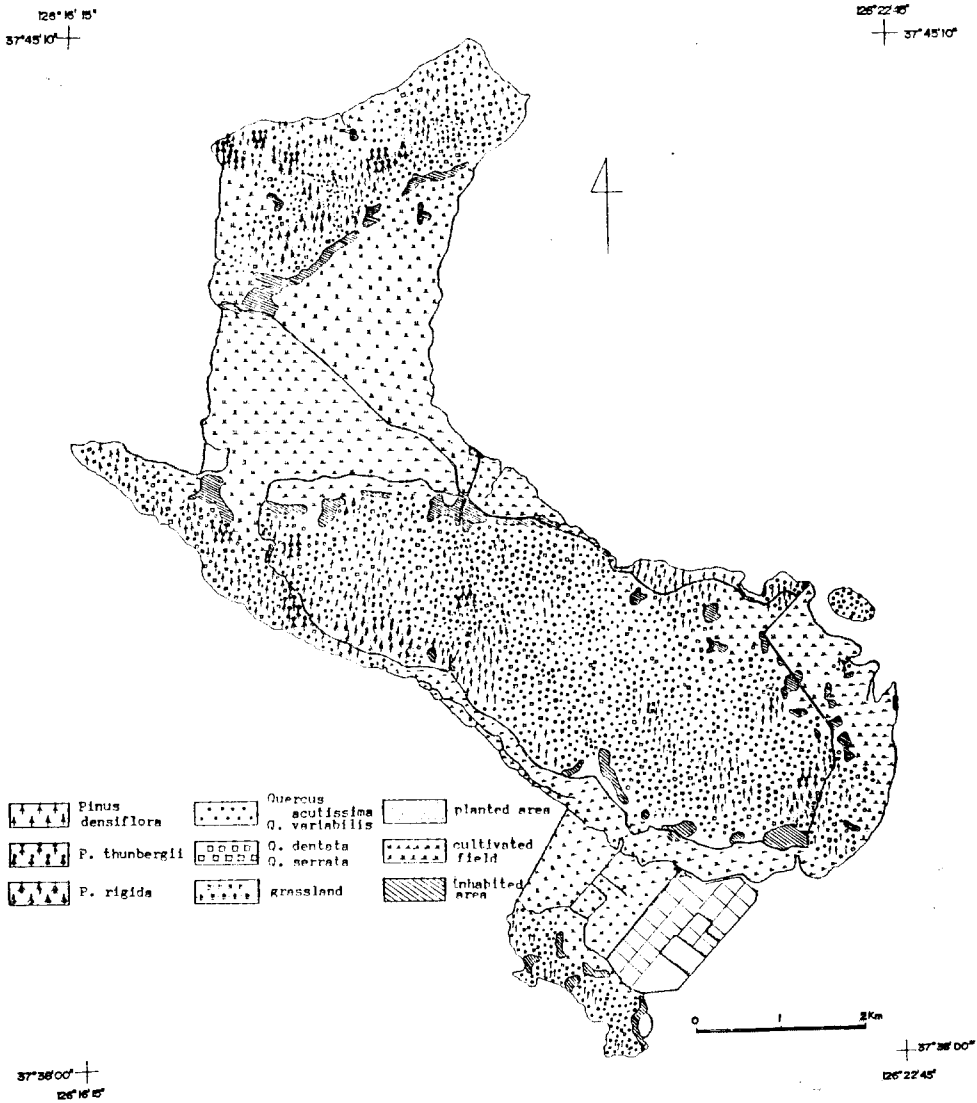 126° 16' 15"
37°45'10"
126°22'45"
37°45'10"
Pinus
densiflora
P. thunbergii
P. rigida
Quercus
acutissima
Q. variabilis
Q. dentata
Q. serrata
grassland
planted area
cultivated
field
Inhabited
area
0 1 2 Km
37°38'00"
126°16'15"
37°38'00"
126°22'45"